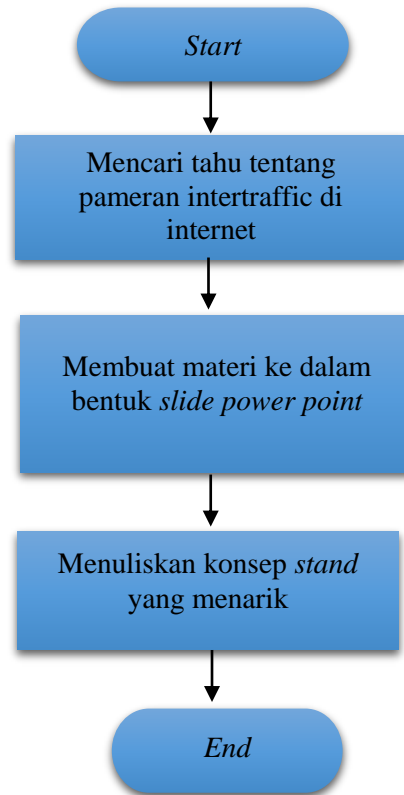 Start
Mencari tahu tentang
pameran intertraffic di
internet
Membuat materi ke dalam
bentuk slide power point
Menuliskan konsep stand
yang menarik
End